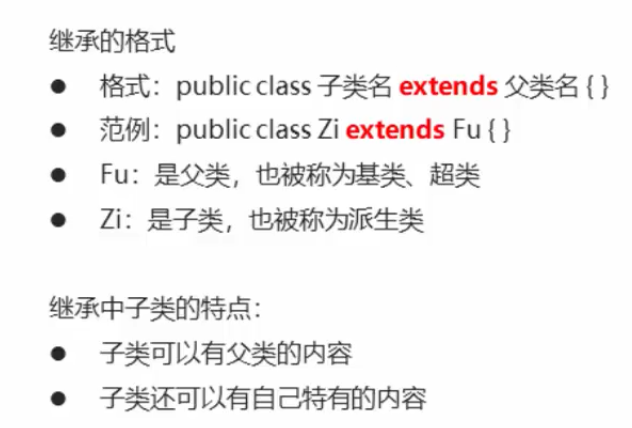 继承的格式
● 格式：public class 子类名 extends 父类名 { }
● 范例：public class Zi extends Fu { }
● Fu：是父类，也被称为基类、超类
● Zi：是子类，也被称为派生类
继承中子类的特点：
● 子类可以有父类的内容
● 子类还可以有自己特有的内容